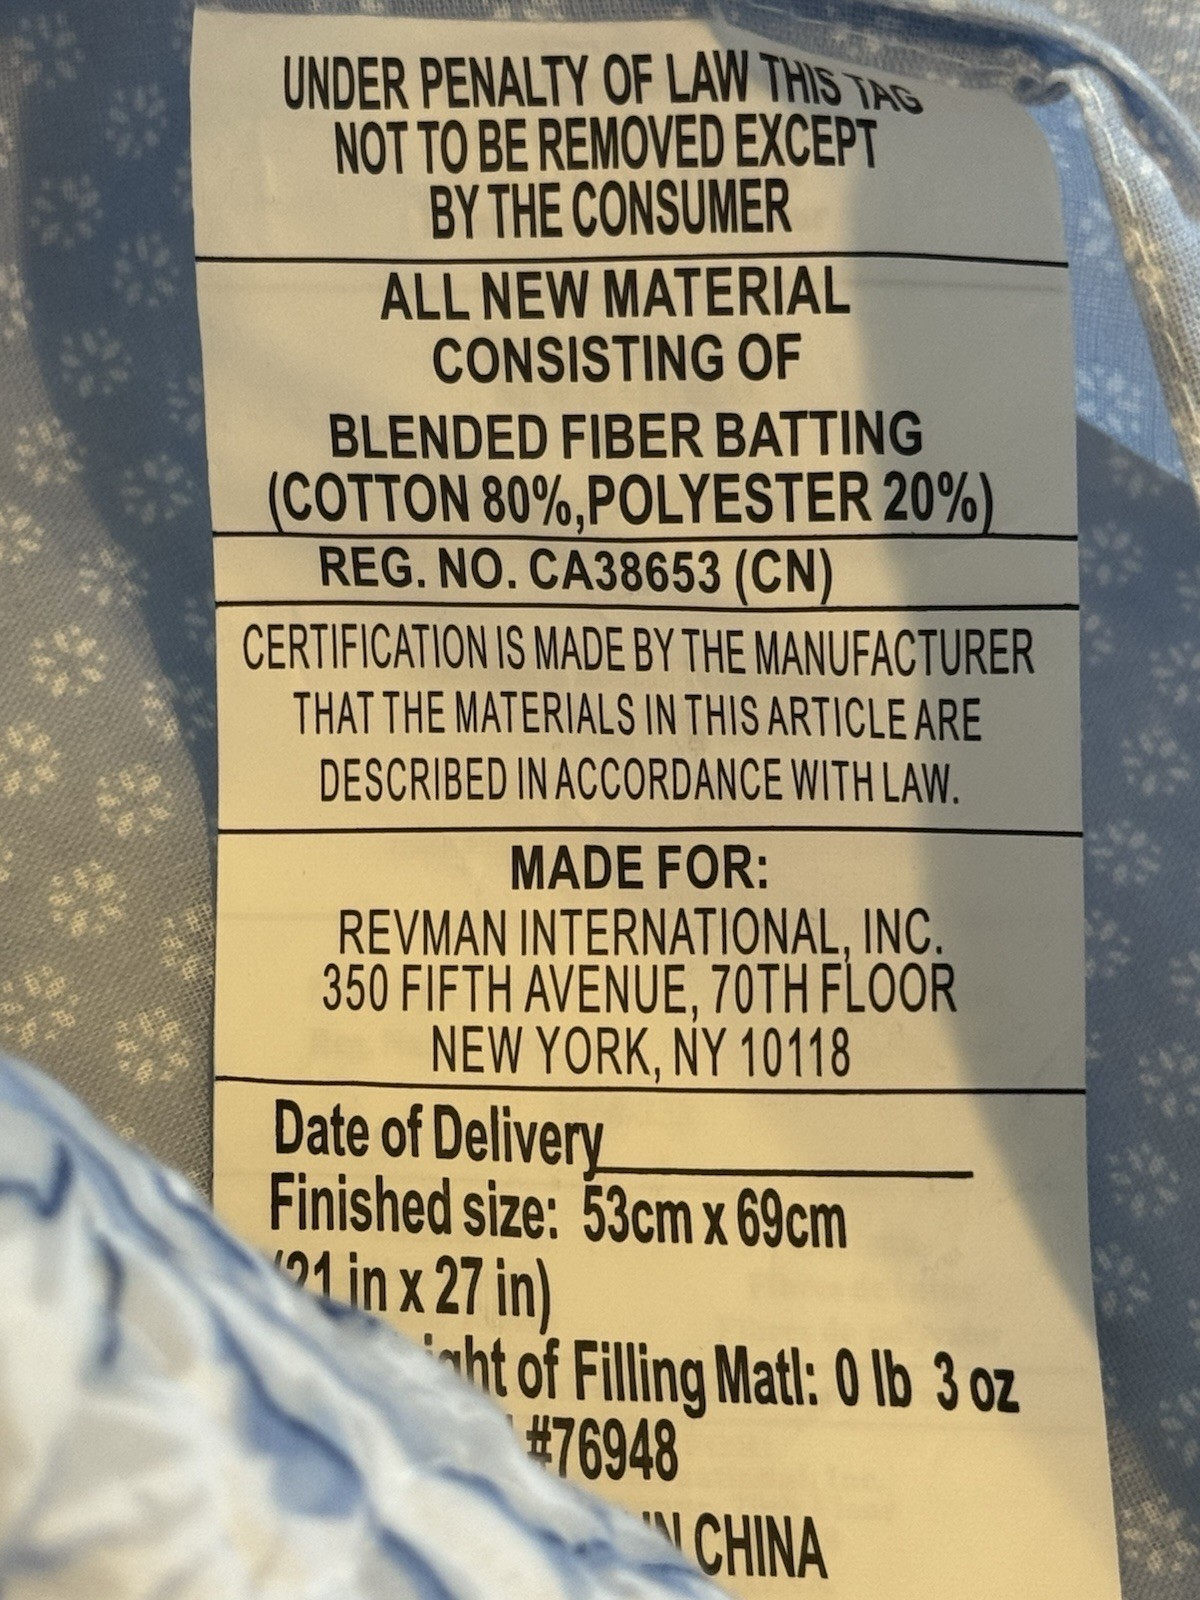 UNDER PENALTY OF LAW THIS TAG
NOT TO BE REMOVED EXCEPT
BY THE CONSUMER
ALL NEW MATERIAL
CONSISTING OF
BLENDED FIBER BATTING
(COTTON 80%,POLYESTER 20%)
REG. NO. CA38653 (CN)
CERTIFICATION IS MADE BY THE MANUFACTURER
THAT THE MATERIALS IN THIS ARTICLE ARE
DESCRIBED IN ACCORDANCE WITH LAW.
MADE FOR:
REVMAN INTERNATIONAL, INC.
350 FIFTH AVENUE, 70TH FLOOR
NEW YORK, NY 10118
Date of Delivery
Finished size: 53cm x 69cm
(21 in x 27 in)
of Filling Matl: 0 lb 3 oz
#76948
CHINA